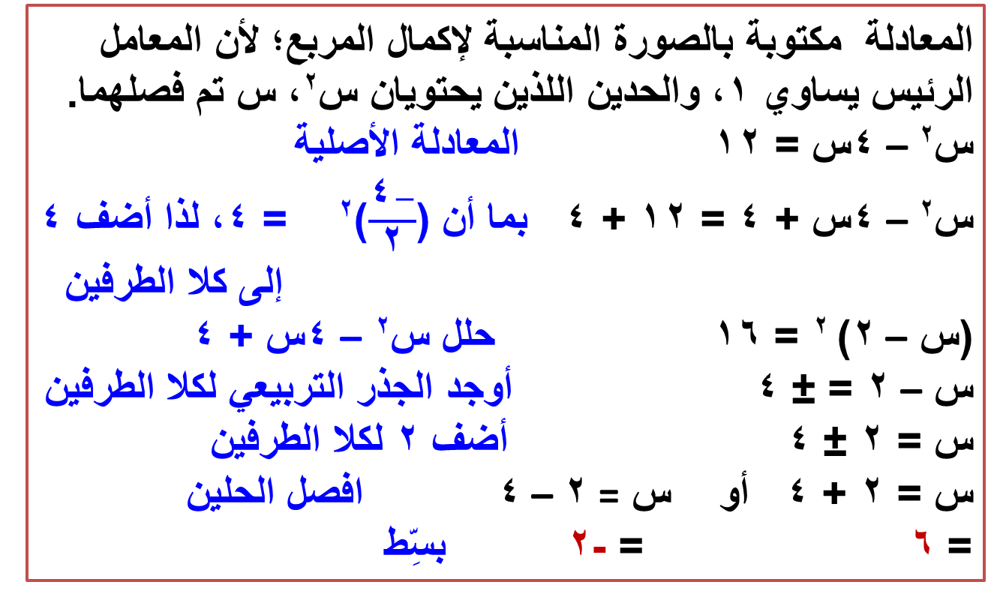 المعادلة مكتوبة بالصورة المناسبة لإكمال المربع؛ لأن المعامل
الرئيس يساوي ١، والحدين اللذين يحتويان س٢، س تم فصلهما.
س٢ – ٤س = ١٢ المعادلة الأصلية
س٢ – ٤س + ٤ = ١٢ + ٤ بما أن (–٤/٢)٢ = ٤، لذا أضف ٤
إلى كلا الطرفين
(س – ٢)٢ = ١٦ حلل س٢ – ٤س + ٤
س – ٢ = ± ٤ أوجد الجذر التربيعي لكلا الطرفين
س = ٢ ± ٤ أضف ٢ لكلا الطرفين
س = ٢ + ٤ أو س = ٢ – ٤ افصل الحلين
= ٦ = -٢ بسِّط